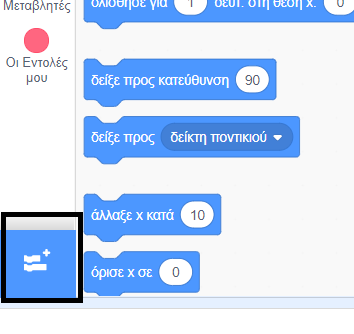 Μεταβλητές
ολίσθησε για 1 δευτ. στη θέση x: 0
Οι Εντολές
μου
δείξε προς κατεύθυνση 90
δείξε προς δείκτη ποντικιού
άλλαξε x κατά 10
όρισε x σε 0